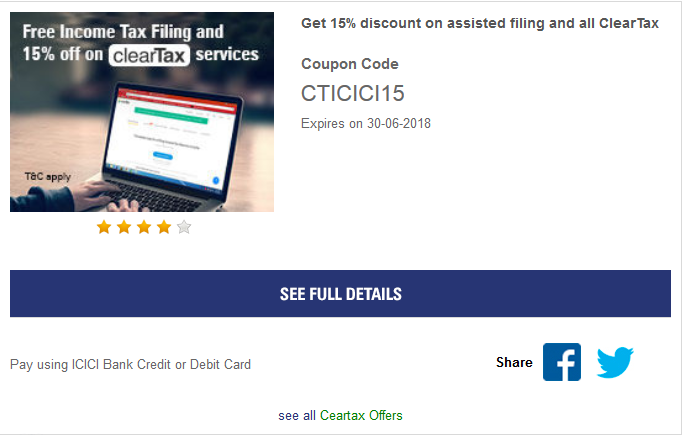 Free Income Tax Filing and
15% off on clearTax services
T&C apply
Get 15% discount on assisted filing and all ClearTax
Coupon Code
CTICICI15
Expires on 30-06-2018
SEE FULL DETAILS
Pay using ICICI Bank Credit or Debit Card
Share
see all Ceartax Offers